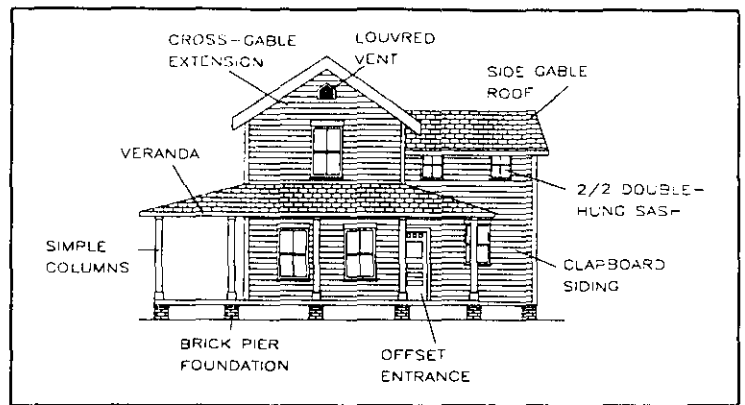 CROSS-GABLE
EXTENSION
LOUVRED
VENT
SIDE GABLE
ROOF
VERANDA
2/2 DOUBLE-
HUNG SASH
SIMPLE
COLUMNS
CLAPBOARD
SIDING
BRICK PIER
FOUNDATION
OFFSET
ENTRANCE